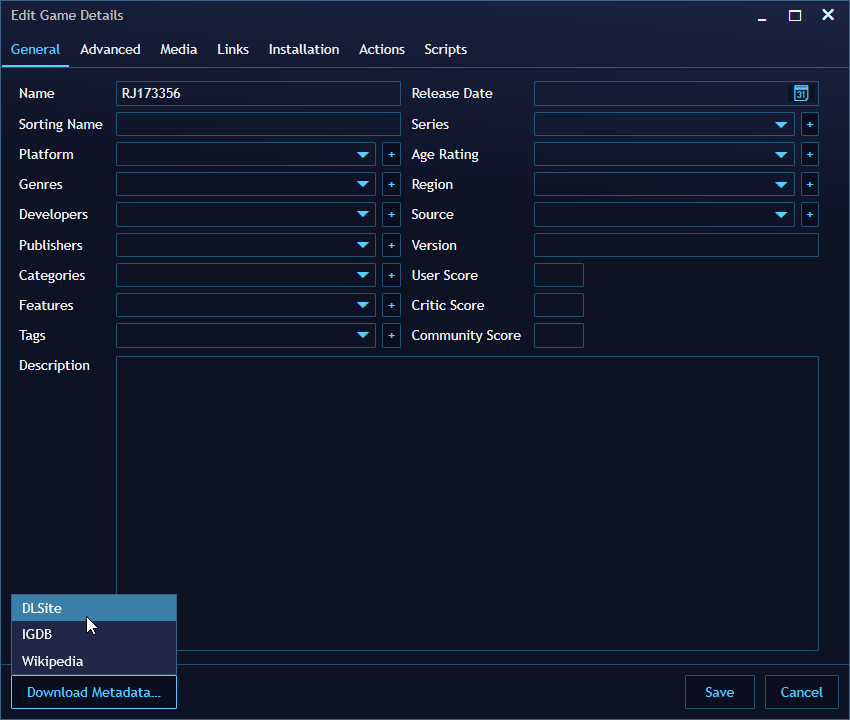 Edit Game Details
General Advanced Media Links Installation Actions Scripts
Name RJ173356 Release Date 31
Sorting Name Series +
Platform + Age Rating +
Genres + Region +
Developers + Source +
Publishers + Version
Categories + User Score
Features + Critic Score
Tags + Community Score
Description
DLSite
IGDB
Wikipedia
Download Metadata... Save Cancel